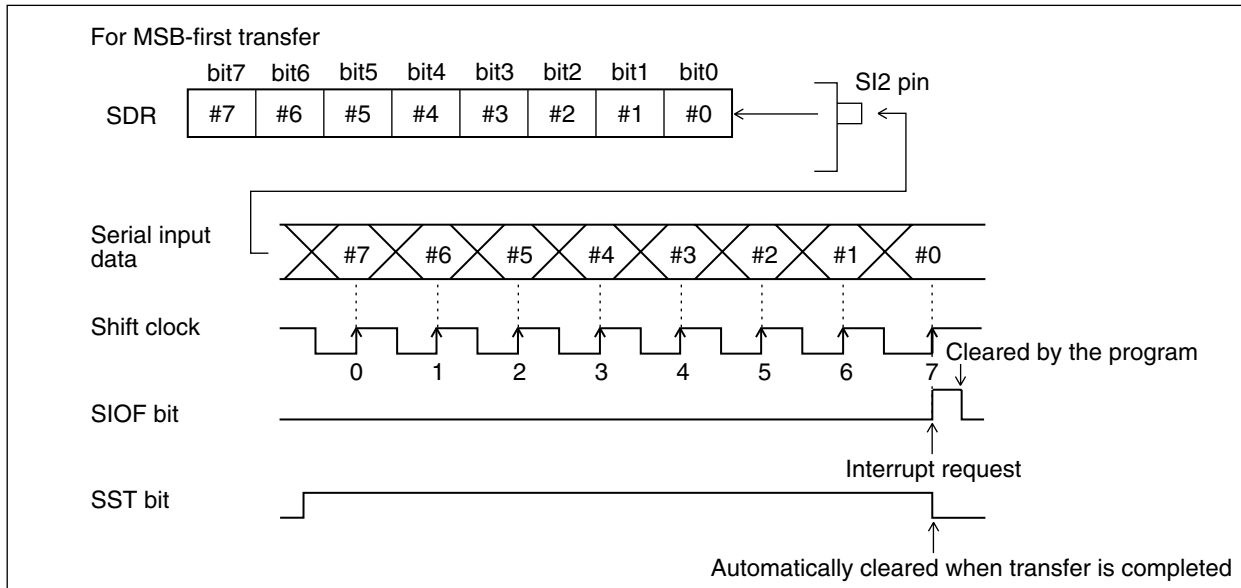 For MSB-first transfer
bit7 bit6 bit5 bit4 bit3 bit2 bit1 bit0
SI2 pin
SDR #7 #6 #5 #4 #3 #2 #1 #0
Serial input
data
#7 #6 #5 #4 #3 #2 #1 #0
Shift clock
Cleared by the program
0 1 2 3 4 5 6 7
SIOF bit
Interrupt request
SST bit
Automatically cleared when transfer is completed